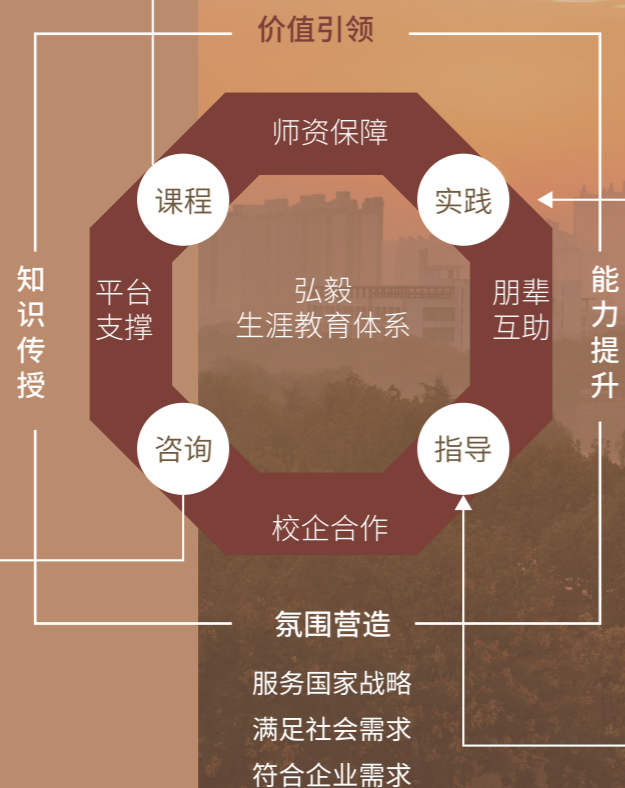 价值引领
师资保障
课程
实践
知识传授
平台
支撑
弘毅
生涯教育体系
朋辈
互助
能力提升
咨询
指导
校企合作
氛围营造
服务国家战略
满足社会需求
符合企业需求